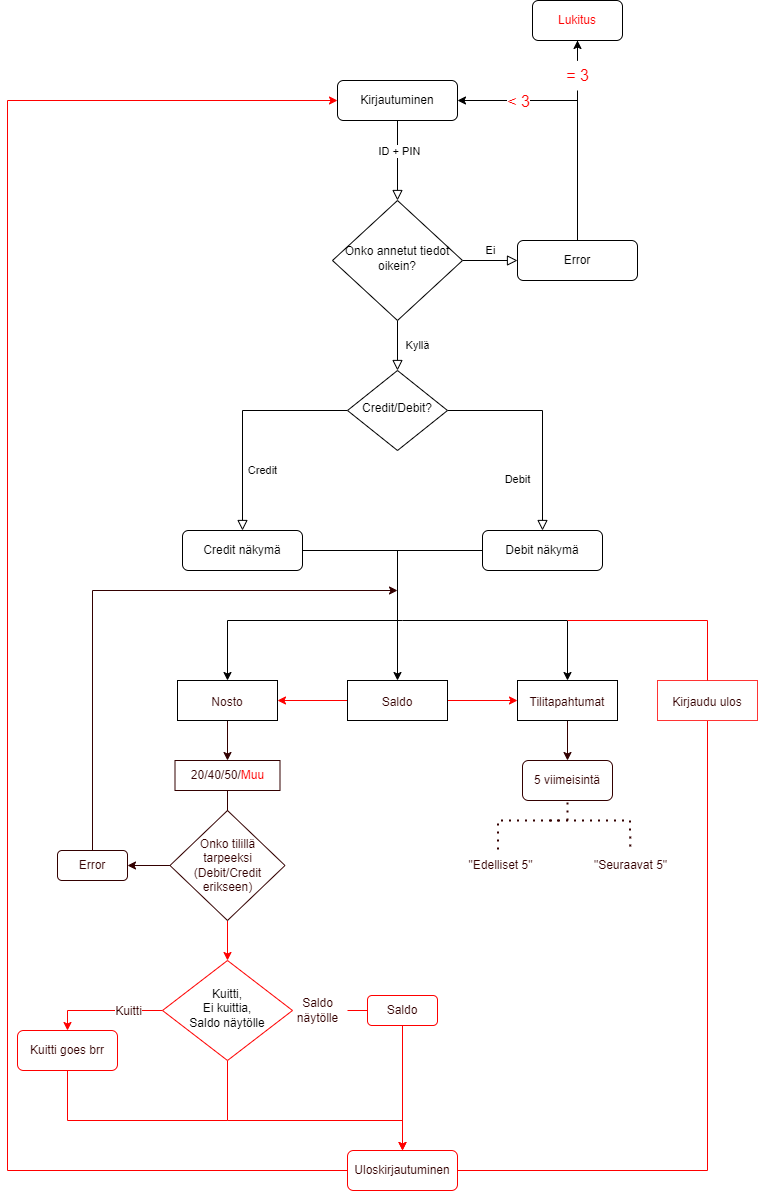 Lukitus
= 3
Kirjautuminen
< 3
ID + PIN
Onko annetut tiedot
oikein?
Ei
Error
Kyllä
Credit/Debit?
Credit
Debit
Credit näkymä
Debit näkymä
Nosto
Saldo
Tilitapahtumat
Kirjaudu ulos
20/40/50/Muu
5 viimeisintä
Onko tilillä
tarpeeksi
(Debit/Credit
erikseen)
Error
"Edelliset 5"
"Seuraavat 5"
Kuitti,
Ei kuittia,
Saldo näytölle
Kuitti
Saldo
näytölle
Saldo
Kuitti goes brr
Uloskirjautuminen